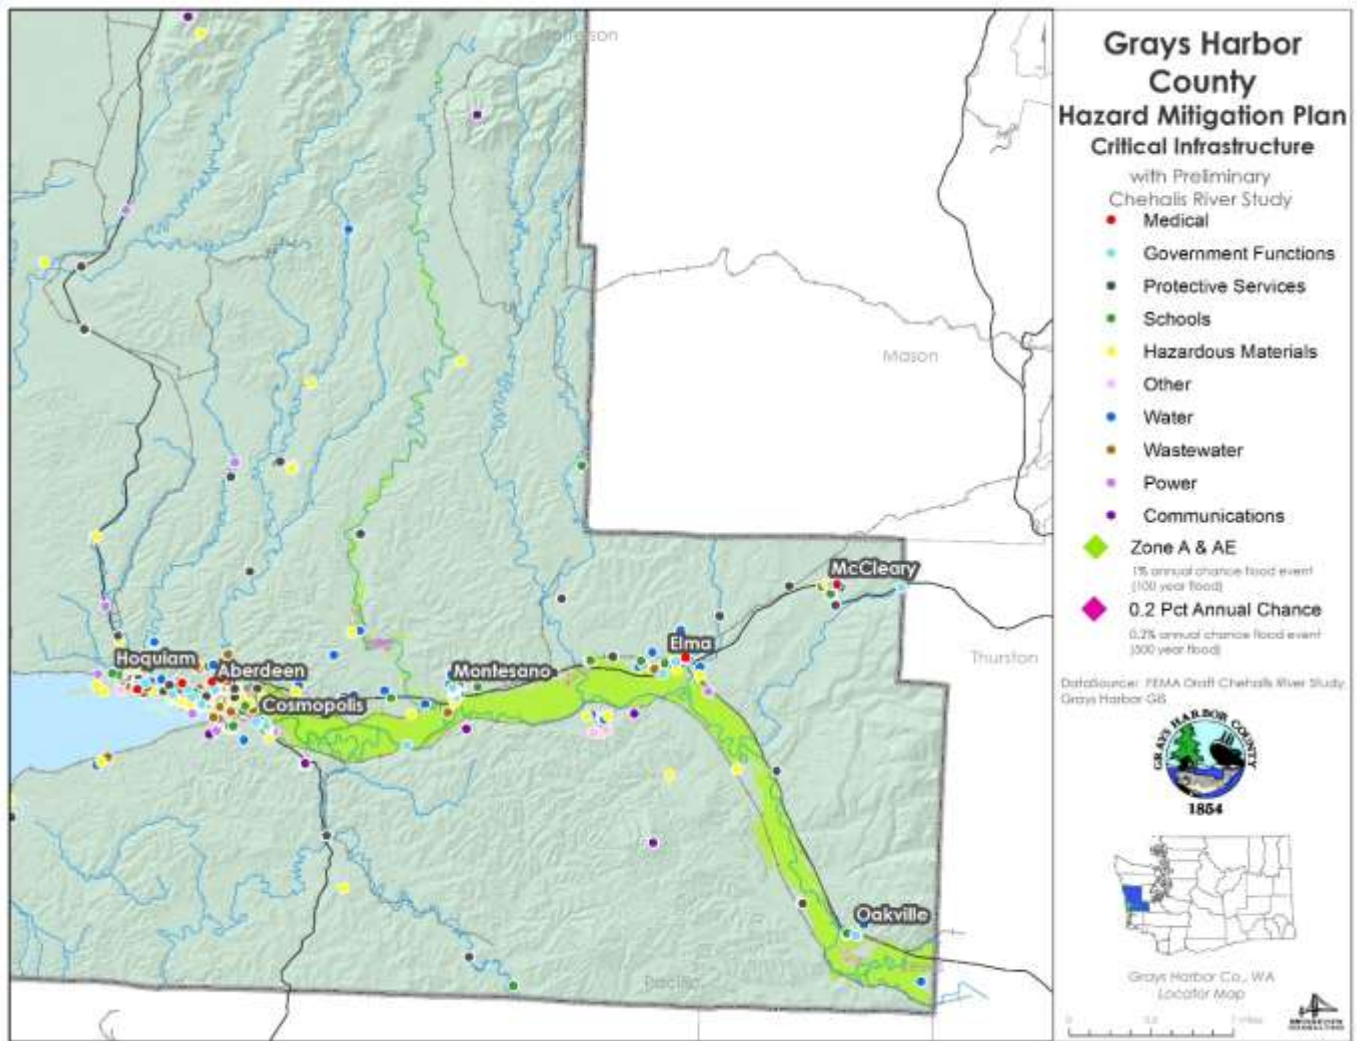 Grays Harbor
County
Hazard Mitigation Plan
Critical Infrastructure
with Preliminary
Chehalis River Study
Medical
Government Functions
Protective Services
Schools
Hazardous Materials
Other
Water
Wastewater
Power
Communications
Zone A & AE
1% annual chance flood event
(100 year flood)
0.2 Pct Annual Chance
0.2% annual chance flood event
(500 year flood)
DataSource: FEMA Draft Chehalis River Study,
Grays Harbor GIS
GRAYS HARBOR COUNTY
1854
Grays Harbor Co., WA
Locator Map
Mason
McCleary
Thurston
Elma
Hoquiam
Aberdeen
Montesano
Cosmopolis
Oakville
Pacific